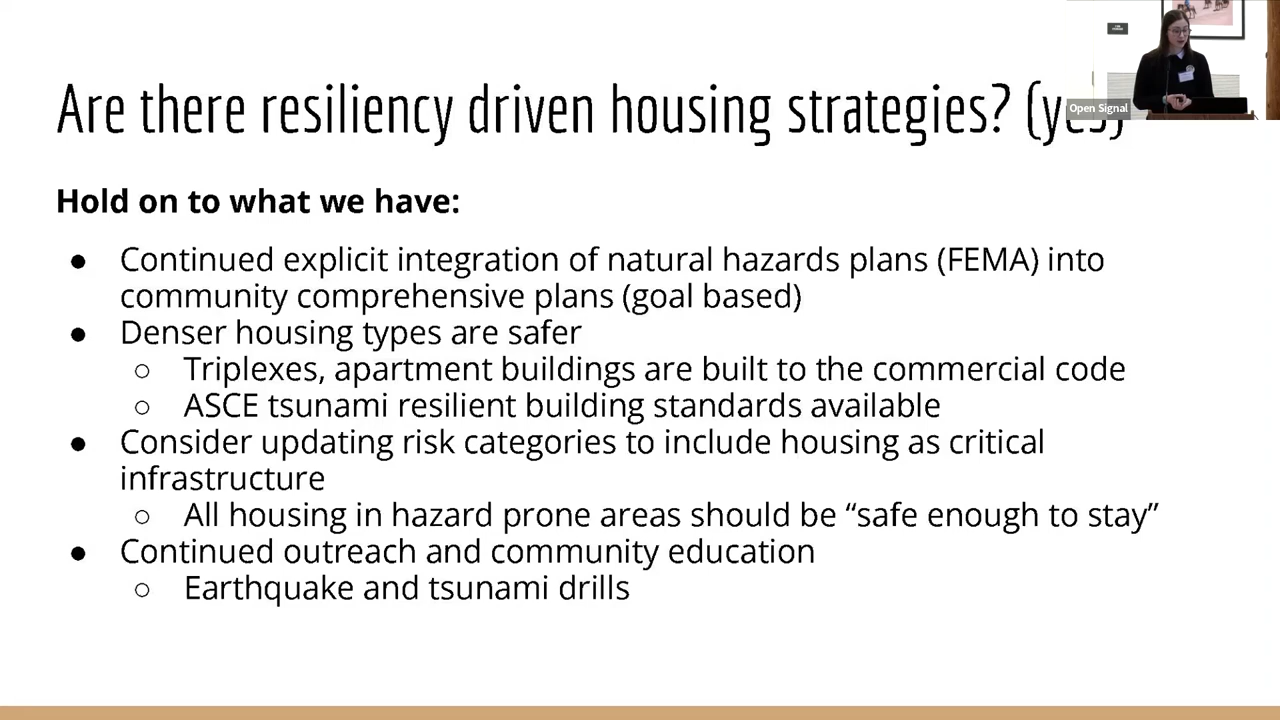 Are there resiliency driven housing strategies? (yes)
Open Signal
Hold on to what we have:
● Continued explicit integration of natural hazards plans (FEMA) into
community comprehensive plans (goal based)
● Denser housing types are safer
○ Triplexes, apartment buildings are built to the commercial code
○ ASCE tsunami resilient building standards available
● Consider updating risk categories to include housing as critical
infrastructure
○ All housing in hazard prone areas should be “safe enough to stay”
● Continued outreach and community education
○ Earthquake and tsunami drills